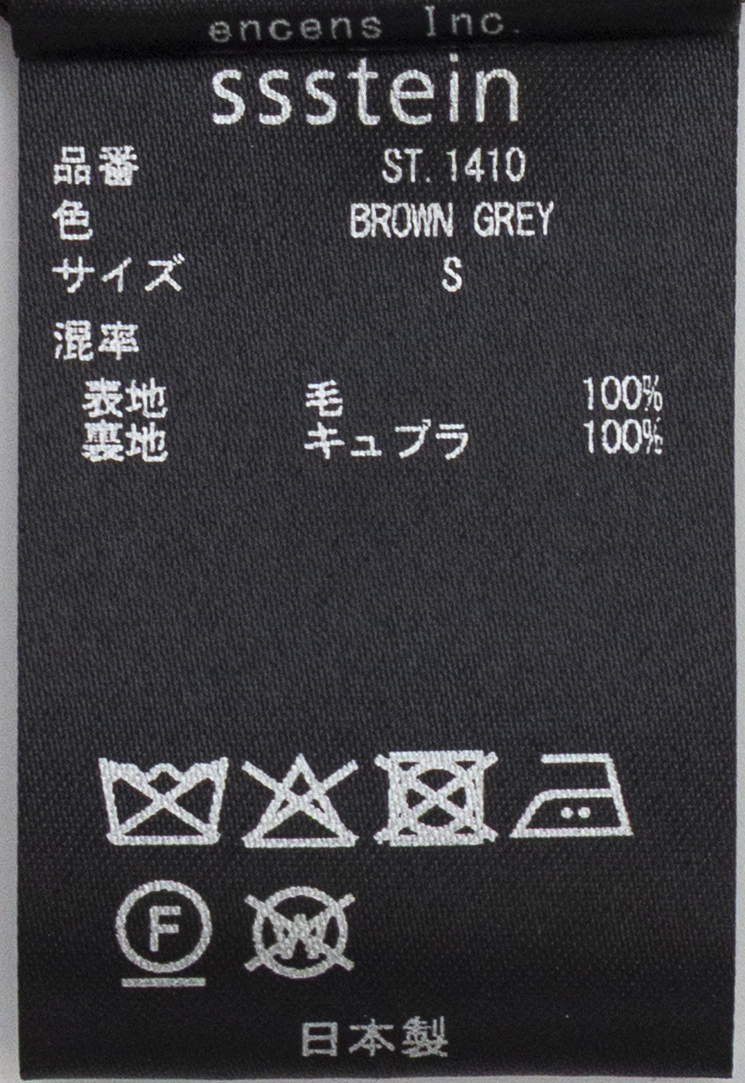 encens Inc.
ssstein
品番 ST.1410
色 BROWN GREY
サイズ S
混率
表地 毛 100%
裏地 キュプラ 100%
F
W
日本製